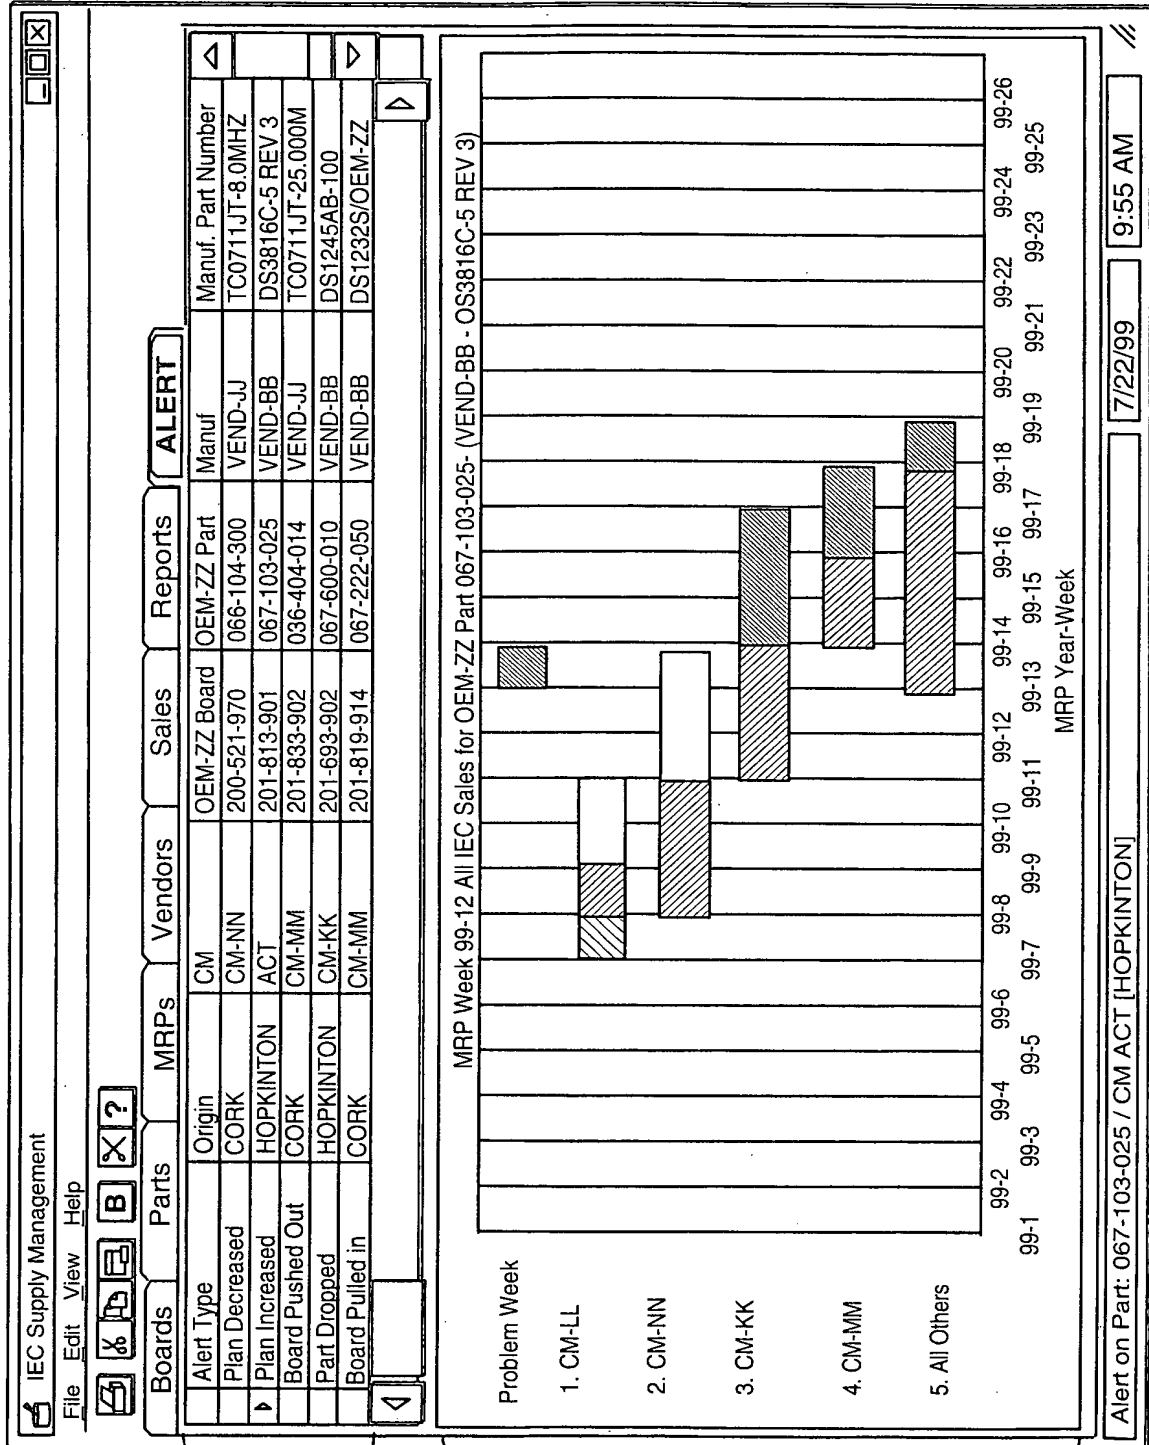 IEC Supply Management
File Edit View Help
B ?
Boards Parts MRPs Vendors Sales Reports ALERT
Alert Type Origin CM OEM-ZZ Board OEM-ZZ Part Manuf Manuf. Part Number
Plan Decreased CORK CM-NN 200-521-970 066-104-300 VEND-JJ TC0711JT-8.0MHZ
Plan Increased HOPKINTON ACT 201-813-901 067-103-025 VEND-BB DS3816C-5 REV 3
Board Pushed Out CORK CM-MM 201-833-902 036-404-014 VEND-JJ TC0711JT-25.000M
Part Dropped HOPKINTON CM-KK 201-693-902 067-600-010 VEND-BB DS1245AB-100
Board Pulled in CORK CM-MM 201-819-914 067-222-050 VEND-BB DS1232S/OEM-ZZ
MRP Week 99-12 All IEC Sales for OEM-ZZ Part 067-103-025- (VEND-BB - OS3816C-5 REV 3)
Problem Week
1. CM-LL
2. CM-NN
3. CM-KK
4. CM-MM
5. All Others
99-2 99-4 99-6 99-8 99-10 99-12 99-14 99-16 99-18 99-20 99-22 99-24 99-26
99-1 99-3 99-5 99-7 99-9 99-11 99-13 99-15 99-17 99-19 99-21 99-23 99-25
MRP Year-Week
Alert on Part: 067-103-025 / CM ACT [HOPKINTON] 7/22/99 9:55 AM